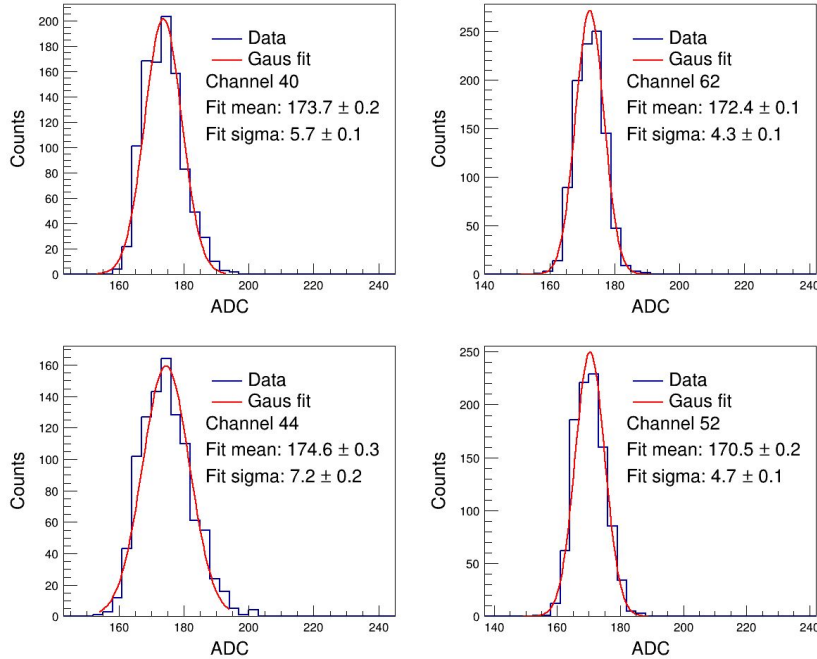 200
180
160
140
120
100
80
60
40
20
0
Counts
160 180 200 220 240
ADC
Data
Gaus fit
Channel 40
Fit mean: 173.7 ± 0.2
Fit sigma: 5.7 ± 0.1
250
200
150
100
50
0
Counts
140 160 180 200 220 240
ADC
Data
Gaus fit
Channel 62
Fit mean: 172.4 ± 0.1
Fit sigma: 4.3 ± 0.1
160
140
120
100
80
60
40
20
0
Counts
160 180 200 220 240
ADC
Data
Gaus fit
Channel 44
Fit mean: 174.6 ± 0.3
Fit sigma: 7.2 ± 0.2
250
200
150
100
50
0
Counts
140 160 180 200 220 240
ADC
Data
Gaus fit
Channel 52
Fit mean: 170.5 ± 0.2
Fit sigma: 4.7 ± 0.1